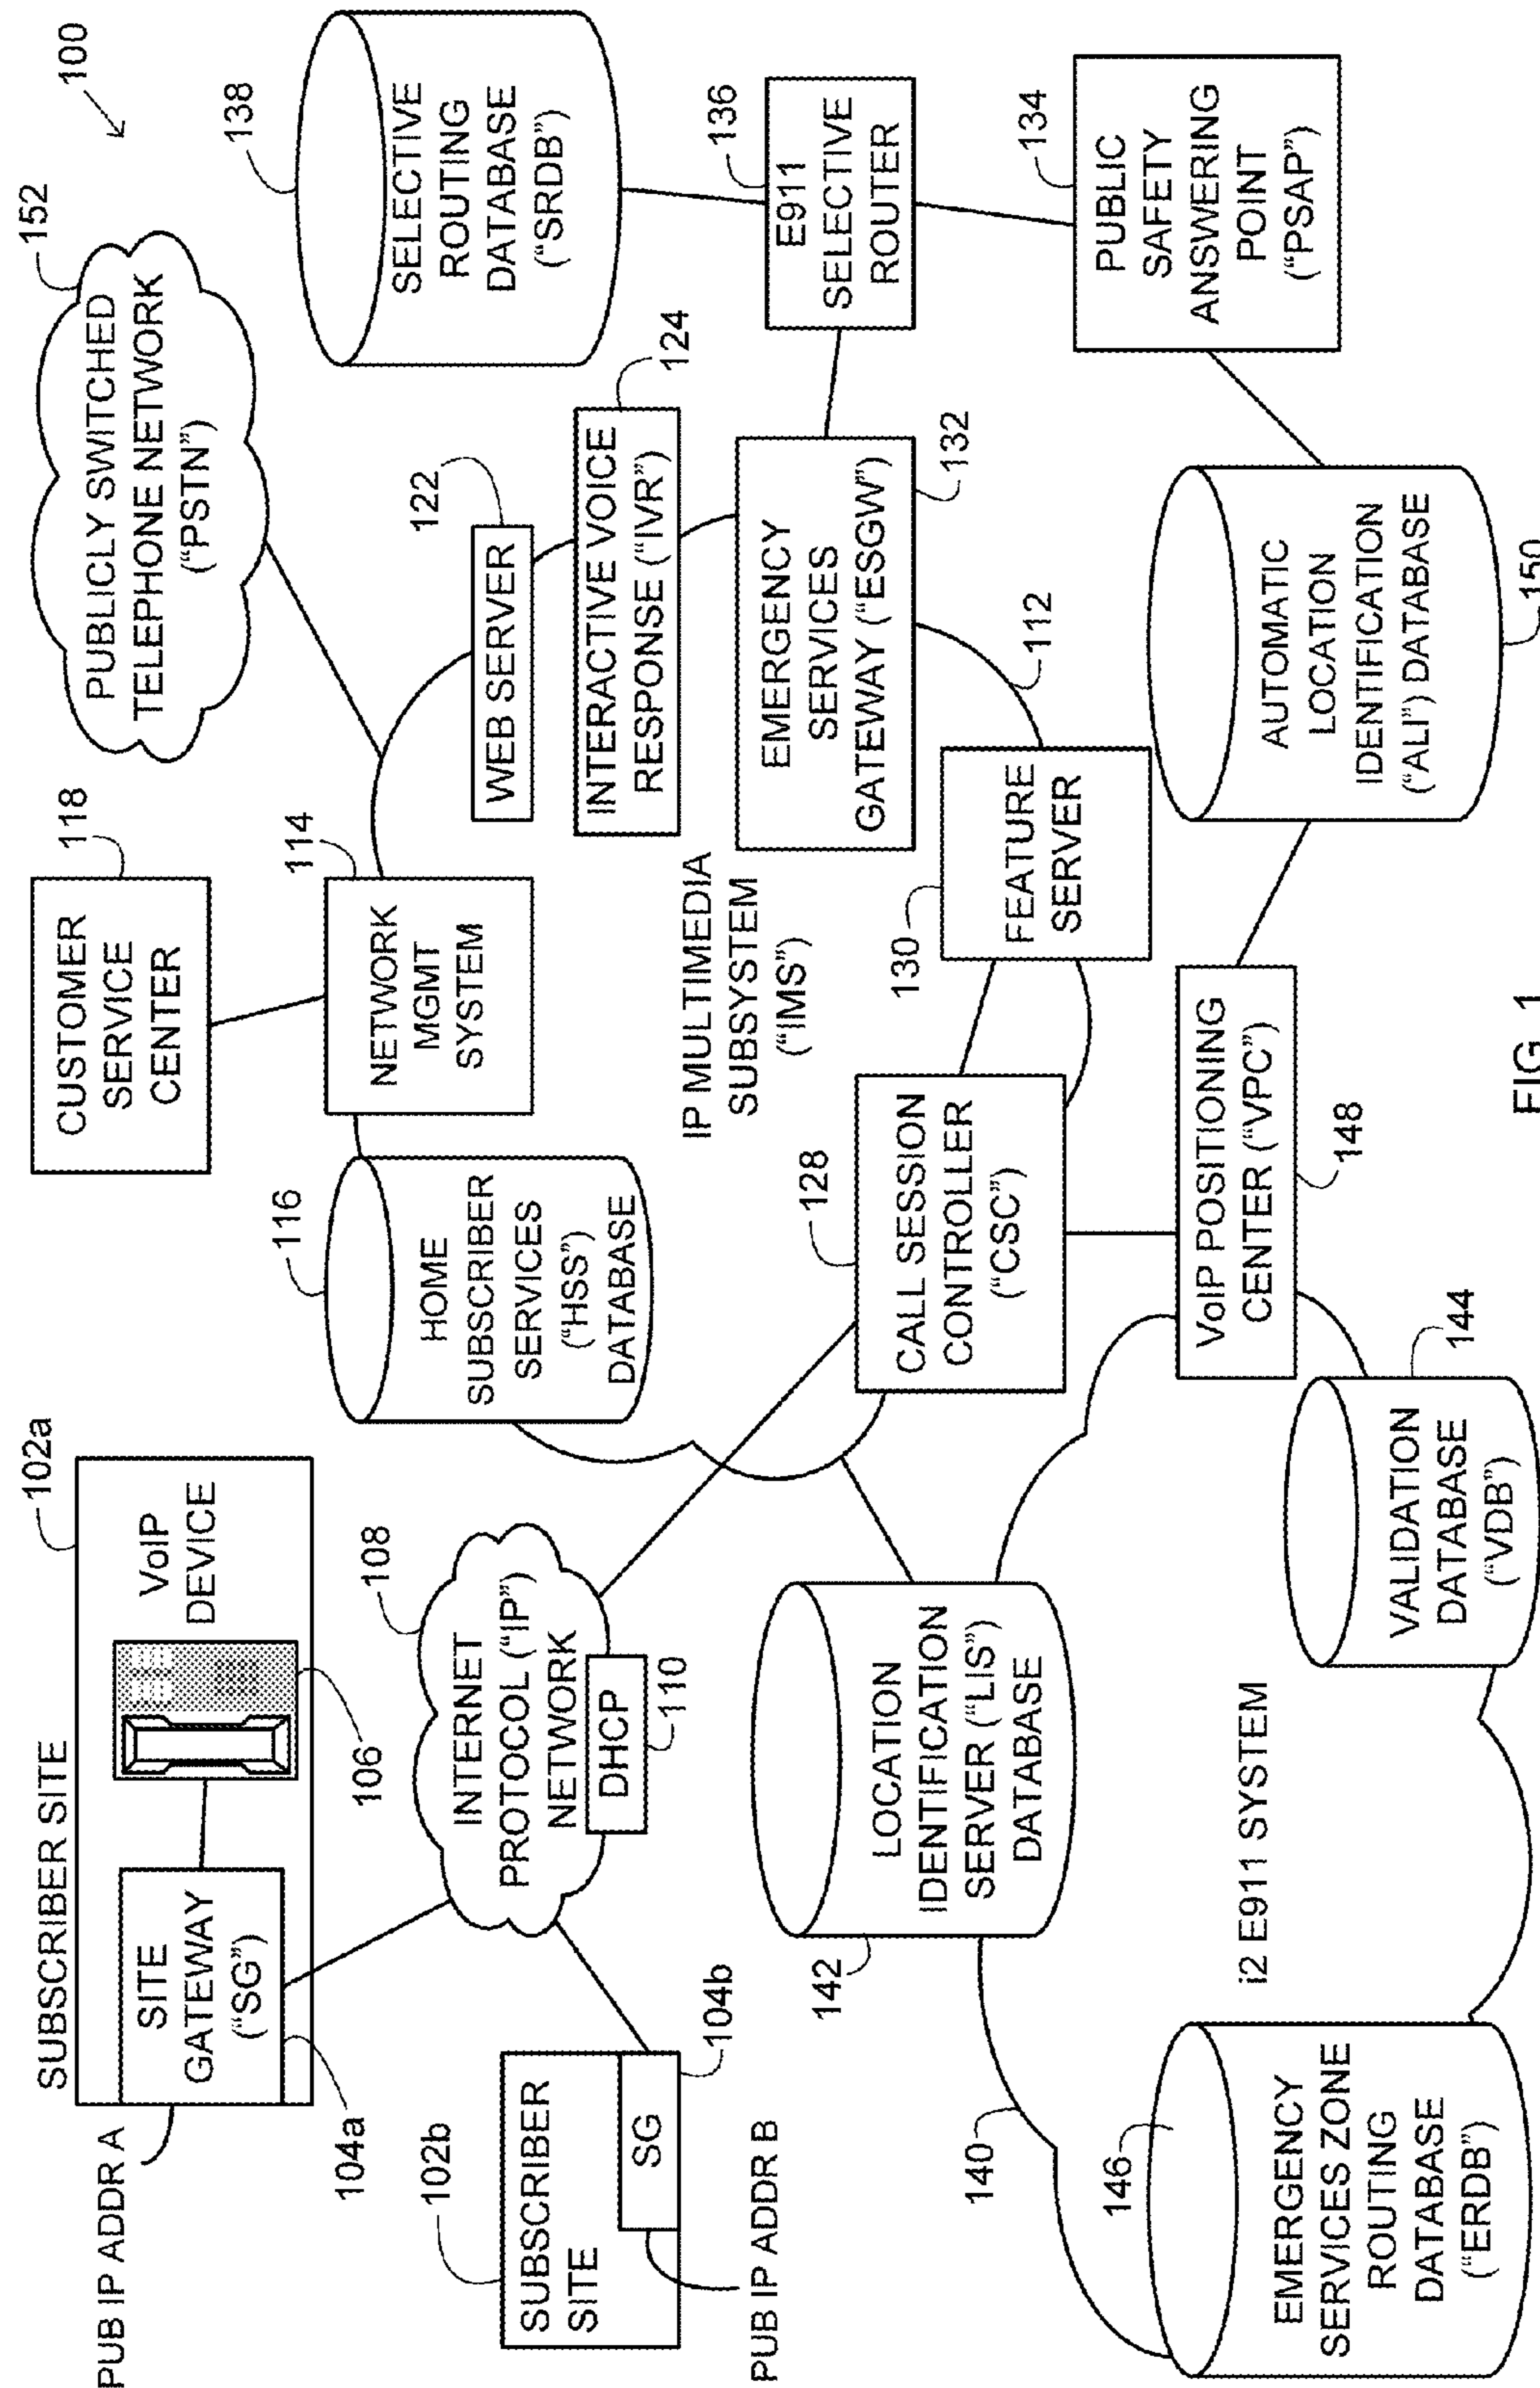 SUBSCRIBER SITE
102a
SITE
GATEWAY
("SG")
VoIP
DEVICE
PUB IP ADDR A
104a
106
CUSTOMER
SERVICE
CENTER
118
PUBLICLY SWITCHED
TELEPHONE NETWORK
("PSTN")
152
100
138
SELECTIVE
ROUTING
DATABASE
("SRDB")
114
NETWORK
MGMT
SYSTEM
116
HOME
SUBSCRIBER
SERVICES
("HSS")
DATABASE
108
INTERNET
PROTOCOL ("IP")
NETWORK
DHCP
110
102b
SUBSCRIBER
SITE
SG
104b
PUB IP ADDR B
122
WEB SERVER
INTERACTIVE VOICE
RESPONSE ("IVR")
124
IP MULTIMEDIA
SUBSYSTEM
("IMS")
EMERGENCY
SERVICES
GATEWAY ("ESGW")
132
136
E911
SELECTIVE
ROUTER
128
CALL SESSION
CONTROLLER
("CSC")
130
FEATURE
SERVER
112
134
PUBLIC
SAFETY
ANSWERING
POINT
("PSAP")
LOCATION
IDENTIFICATION
SERVER ("LIS")
DATABASE
142
140
146
EMERGENCY
SERVICES ZONE
ROUTING
DATABASE
("ERDB")
i2 E911 SYSTEM
VALIDATION
DATABASE
("VDB")
144
VoIP POSITIONING
CENTER ("VPC")
148
AUTOMATIC
LOCATION
IDENTIFICATION
("ALI") DATABASE
150
FIG. 1